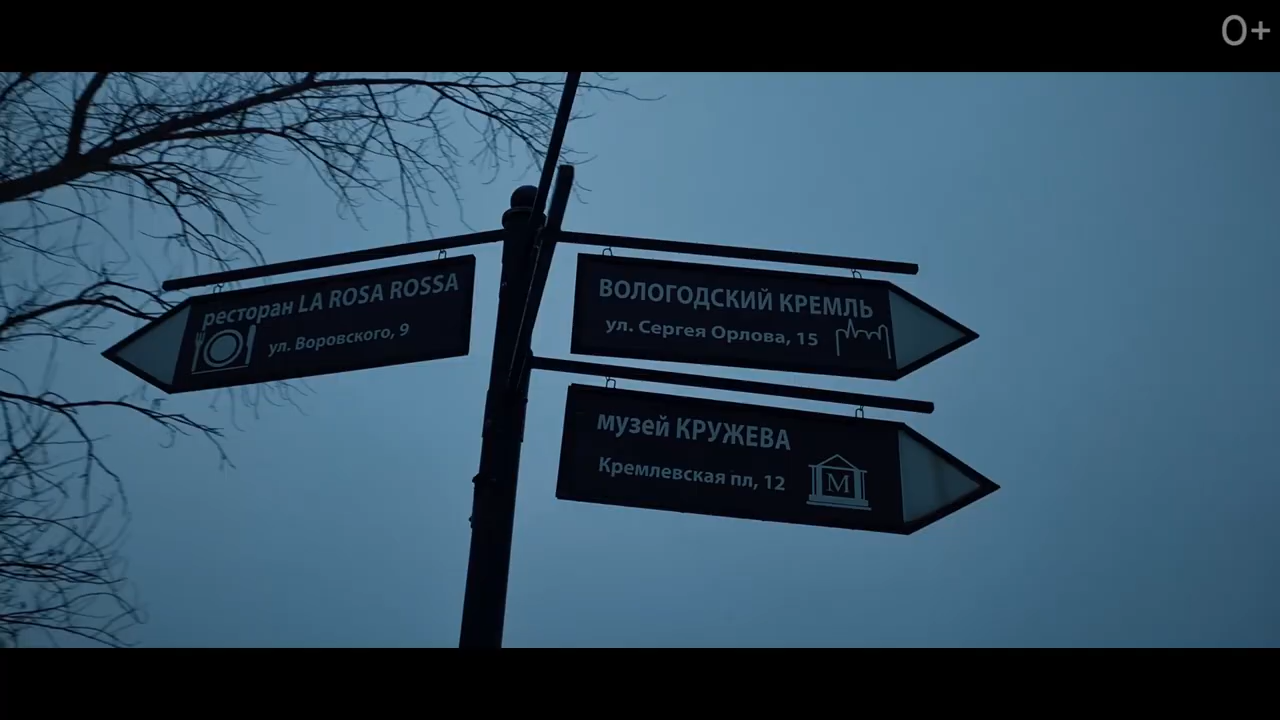 0+
ресторан LA ROSA ROSSA
ул. Воровского, 9
ВОЛОГОДСКИЙ КРЕМЛЬ
ул. Сергея Орлова, 15
музей КРУЖЕВА
Кремлевская пл, 12
М